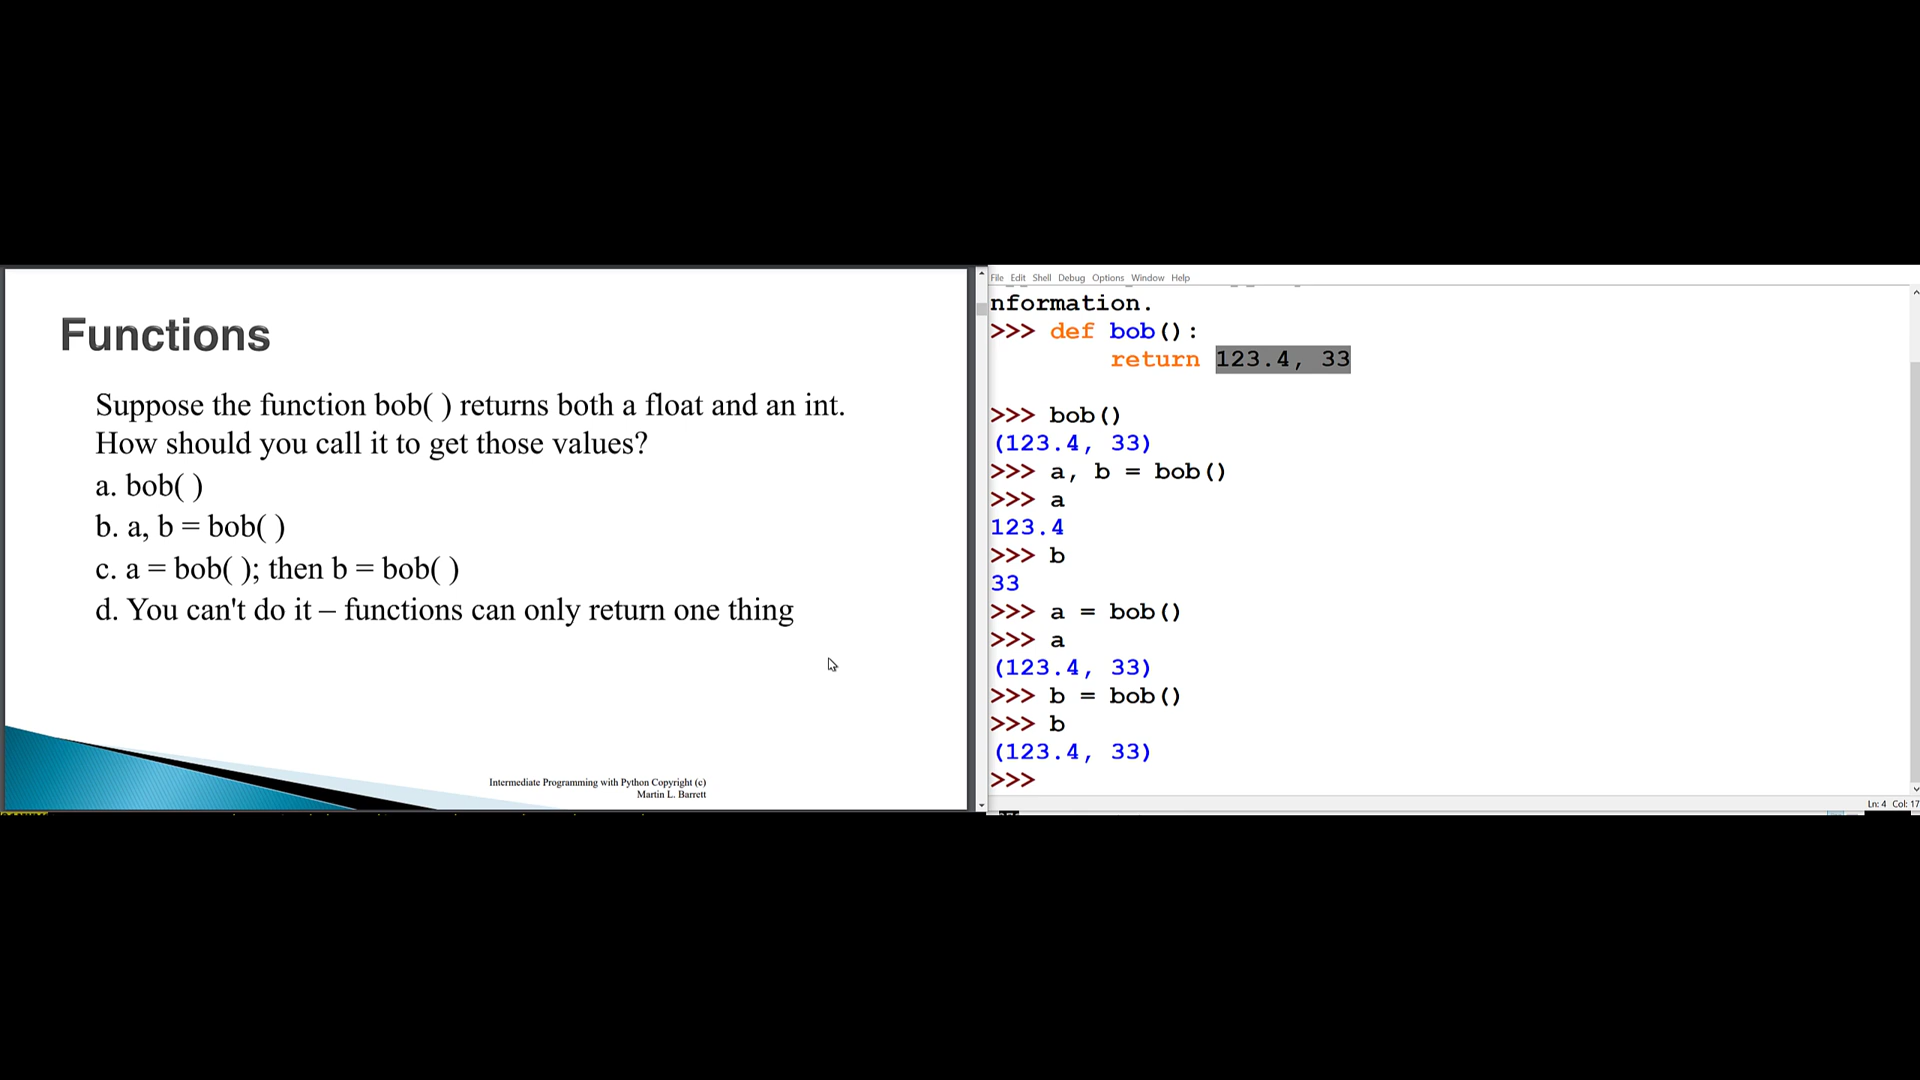 Functions
Suppose the function bob( ) returns both a float and an int.
How should you call it to get those values?
a. bob( )
b. a, b = bob( )
c. a = bob( ); then b = bob( )
d. You can't do it – functions can only return one thing
Intermediate Programming with Python Copyright (c)
Martin L. Barrett
File Edit Shell Debug Options Window Help
nformation.
>>> def bob():
return 123.4, 33
>>> bob()
(123.4, 33)
>>> a, b = bob()
>>> a
123.4
>>> b
33
>>> a = bob()
>>> a
(123.4, 33)
>>> b = bob()
>>> b
(123.4, 33)
>>>
Ln: 4 Col: 17